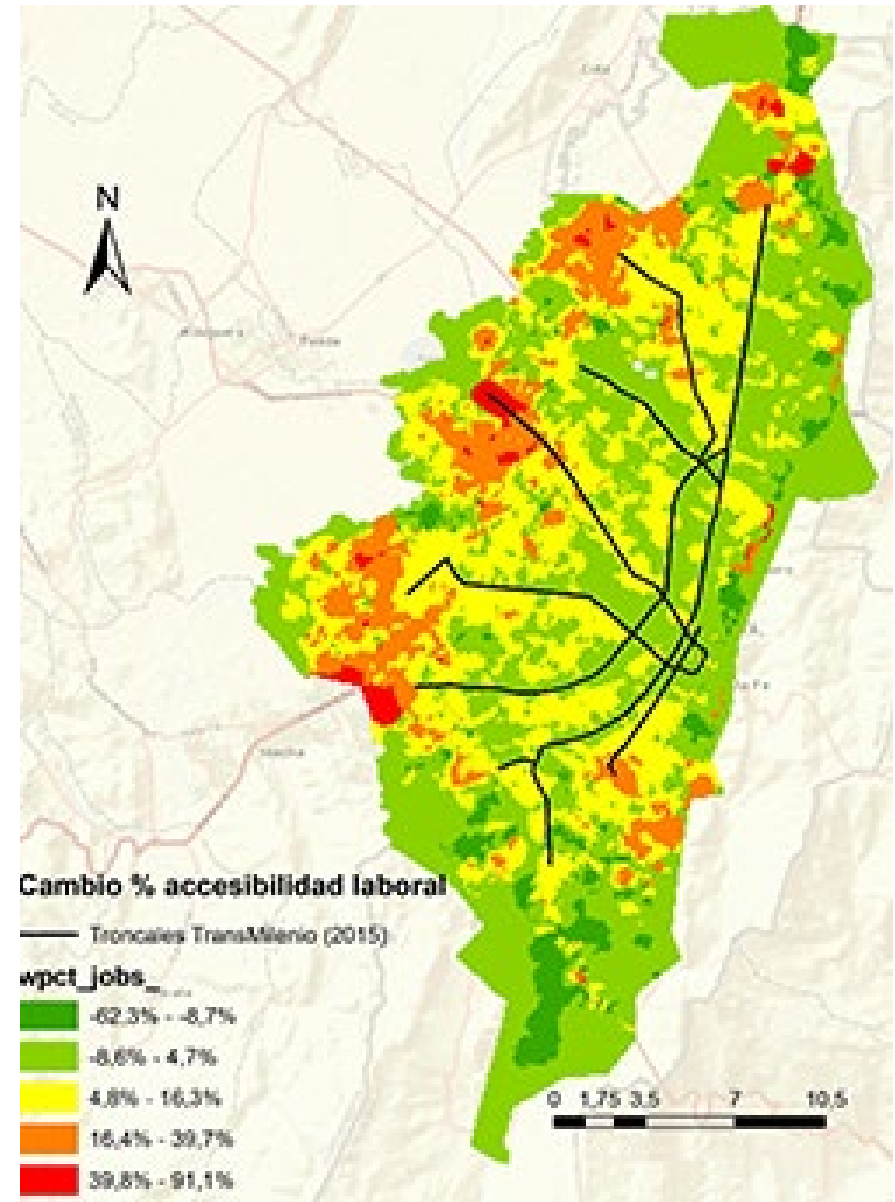 N
Cambio % accesibilidad laboral
Troncales TransMilenio (2015)
wpct_jobs_
-62,3% - -8,7%
-8,6% - 4,7%
4,8% - 16,3%
16,4% - 39,7%
39,8% - 91,1%
0 1,75 3,5 7 10,5